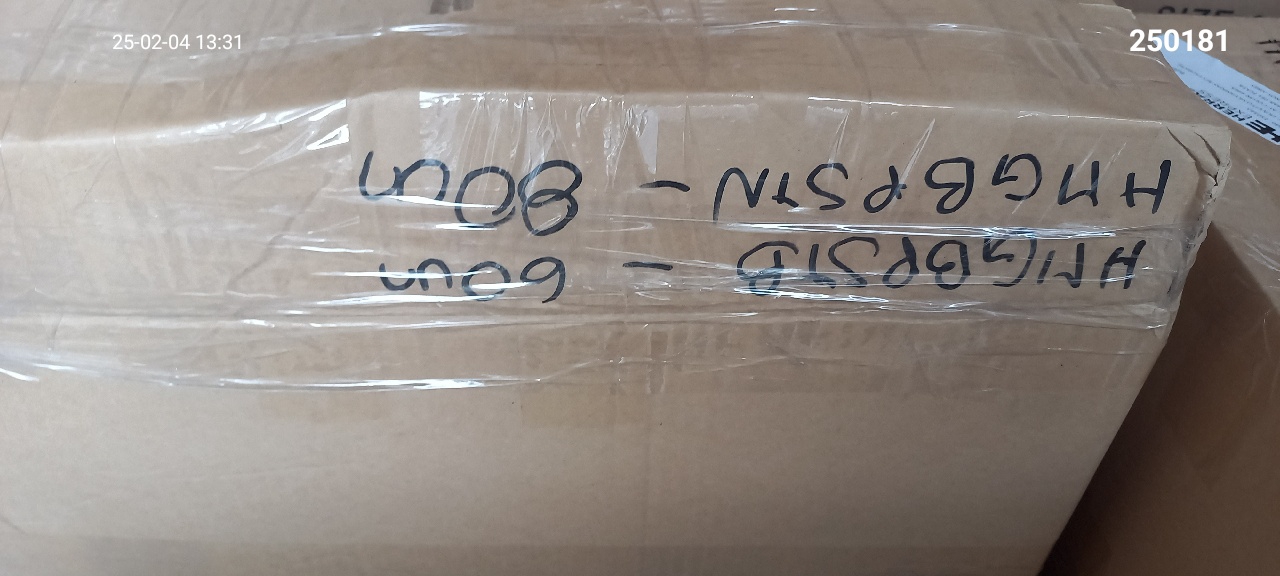 25-02-04 13:31
250181
HMGBPSTB - 60un
HMGBPSTN - 80un